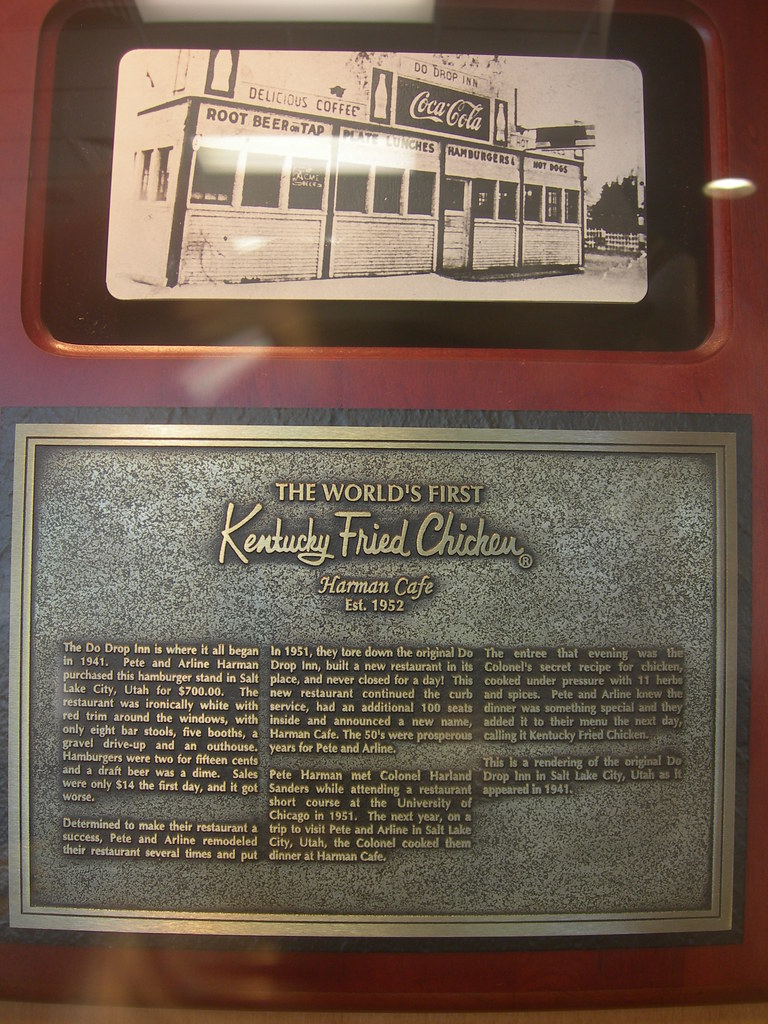 DO DROP INN
DELICIOUS COFFEE
Coca-Cola
ROOT BEER on TAP
PLATE LUNCHES
HAMBURGERS &
HOT DOGS
THE WORLD'S FIRST
Kentucky Fried Chicken®
Harman Cafe
Est. 1952
The Do Drop Inn is where it all began
in 1941. Pete and Arline Harman
purchased this hamburger stand in Salt
Lake City, Utah for $700.00. The
restaurant was ironically white with
red trim around the windows, with
only eight bar stools, five booths, a
gravel drive-up and an outhouse.
Hamburgers were two for fifteen cents
and a draft beer was a dime. Sales
were only $14 the first day, and it got
worse.
Determined to make their restaurant a
success, Pete and Arline remodeled
their restaurant several times and put
In 1951, they tore down the original Do
Drop Inn, built a new restaurant in its
place, and never closed for a day! This
new restaurant continued the curb
service, had an additional 100 seats
inside and announced a new name,
Harman Cafe. The 50's were prosperous
years for Pete and Arline.
Pete Harman met Colonel Harland
Sanders while attending a restaurant
short course at the University of
Chicago in 1951. The next year, on a
trip to visit Pete and Arline in Salt Lake
City, Utah, the Colonel cooked them
dinner at Harman Cafe.
The entree that evening was the
Colonel's secret recipe for chicken,
cooked under pressure with 11 herbs
and spices. Pete and Arline knew the
dinner was something special and they
added it to their menu the next day,
calling it Kentucky Fried Chicken.
This is a rendering of the original Do
Drop Inn in Salt Lake City, Utah as it
appeared in 1941.